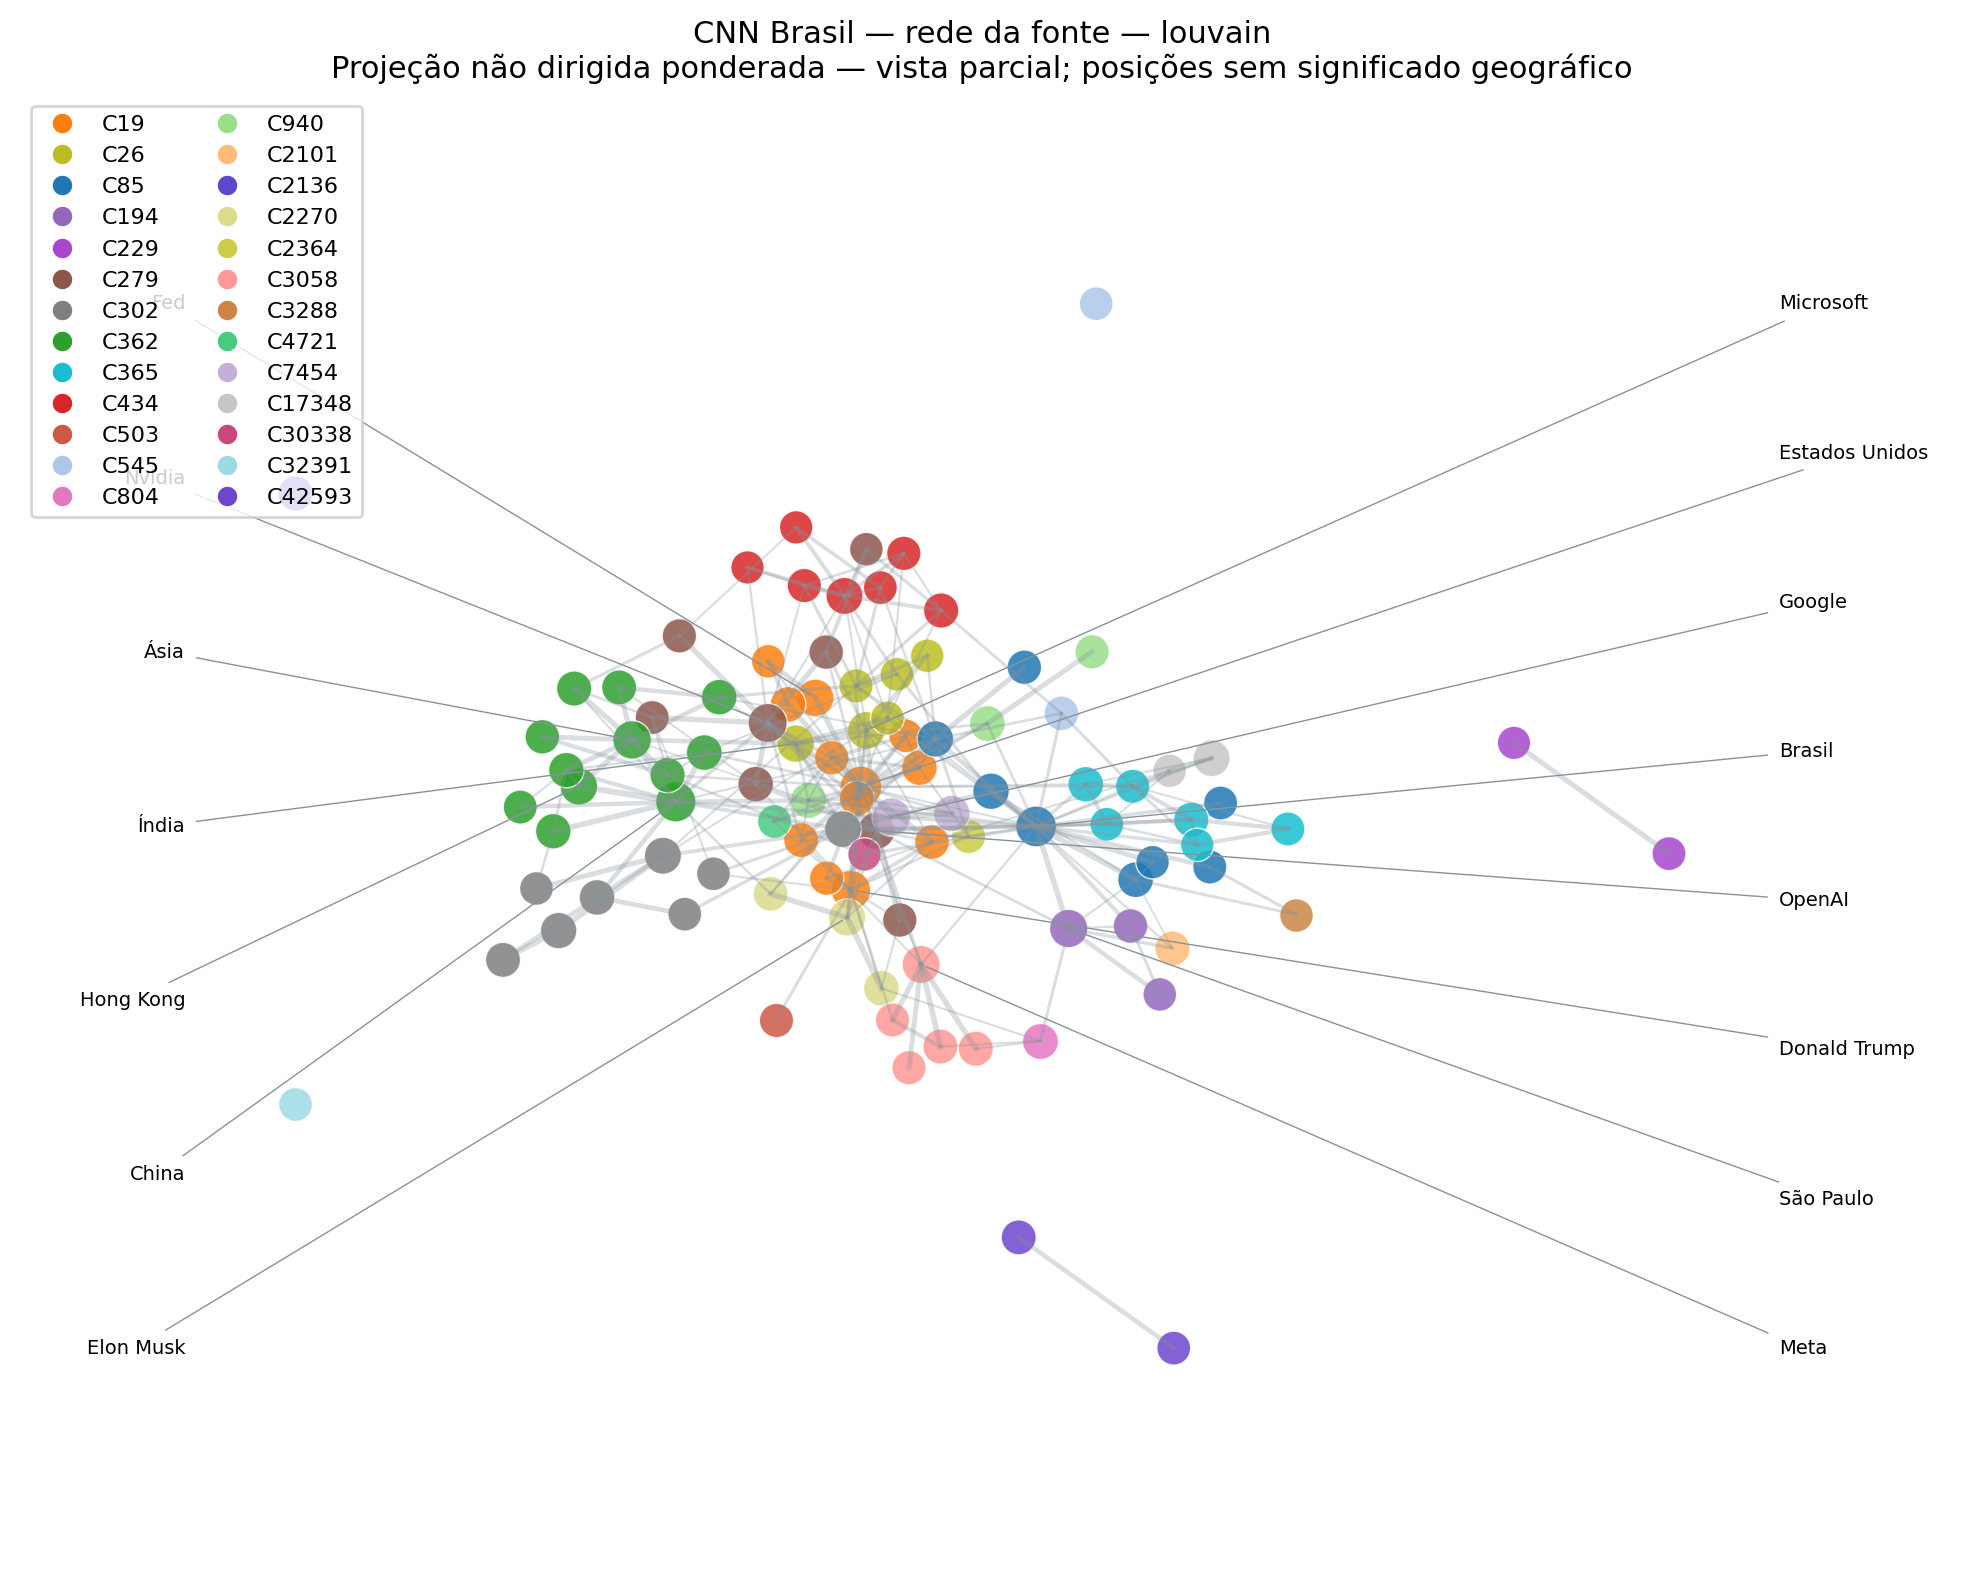 CNN Brasil — rede da fonte — louvain
Projeção não dirigida ponderada — vista parcial; posições sem significado geográfico
C19
C26
C85
C194
C229
C279
C302
C362
C365
C434
C503
C545
C804
C940
C2101
C2136
C2270
C2364
C3058
C3288
C4721
C7454
C17348
C30338
C32391
C42593
Fed
Nvidia
Ásia
Índia
Hong Kong
China
Elon Musk
Microsoft
Estados Unidos
Google
Brasil
OpenAI
Donald Trump
São Paulo
Meta